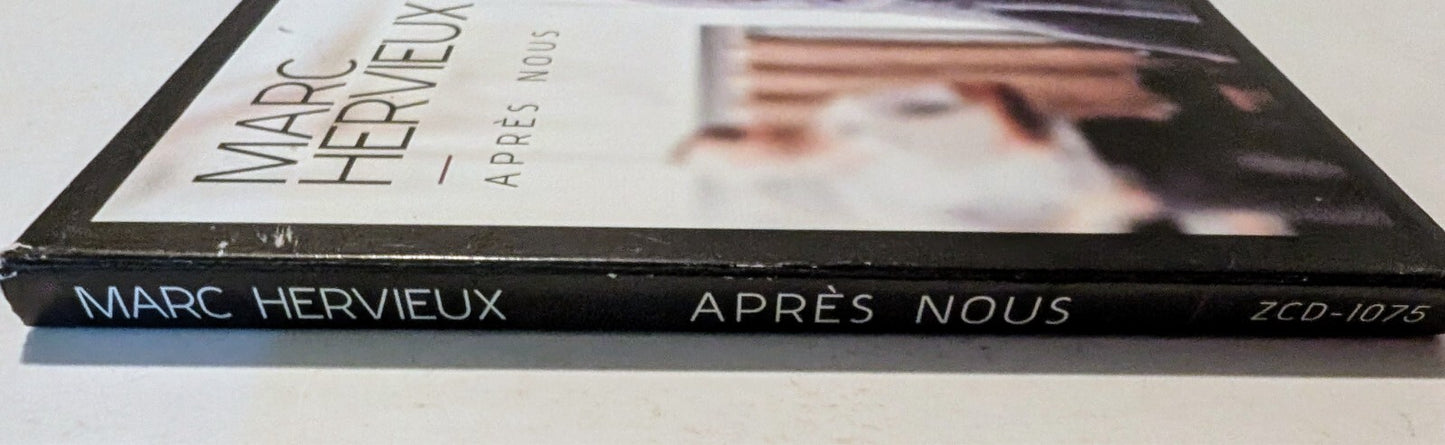 MARC
HERVIEUX
APRÈS NOUS
MARC HERVIEUX APRÈS NOUS ZCD-1075